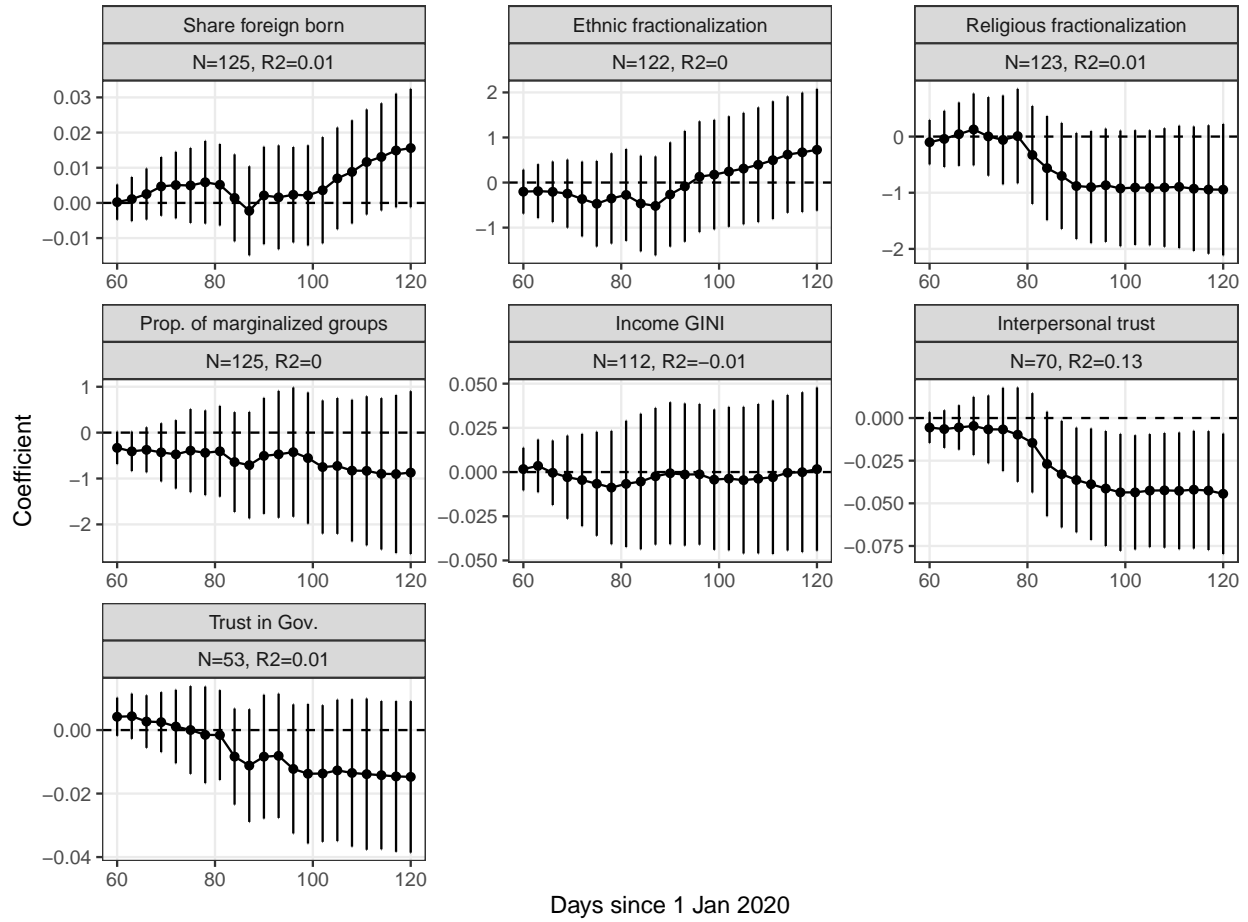 Share foreign born
N=125, R2=0.01
0.03
0.02
0.01
0.00
−0.01
60 80 100 120
Ethnic fractionalization
N=122, R2=0
2
1
0
−1
60 80 100 120
Religious fractionalization
N=123, R2=0.01
0
−1
−2
60 80 100 120
Prop. of marginalized groups
N=125, R2=0
1
0
−1
−2
60 80 100 120
Income GINI
N=112, R2=−0.01
0.050
0.025
0.000
−0.025
−0.050
60 80 100 120
Interpersonal trust
N=70, R2=0.13
0.000
−0.025
−0.050
−0.075
60 80 100 120
Trust in Gov.
N=53, R2=0.01
0.00
−0.02
−0.04
60 80 100 120
Coefficient
Days since 1 Jan 2020